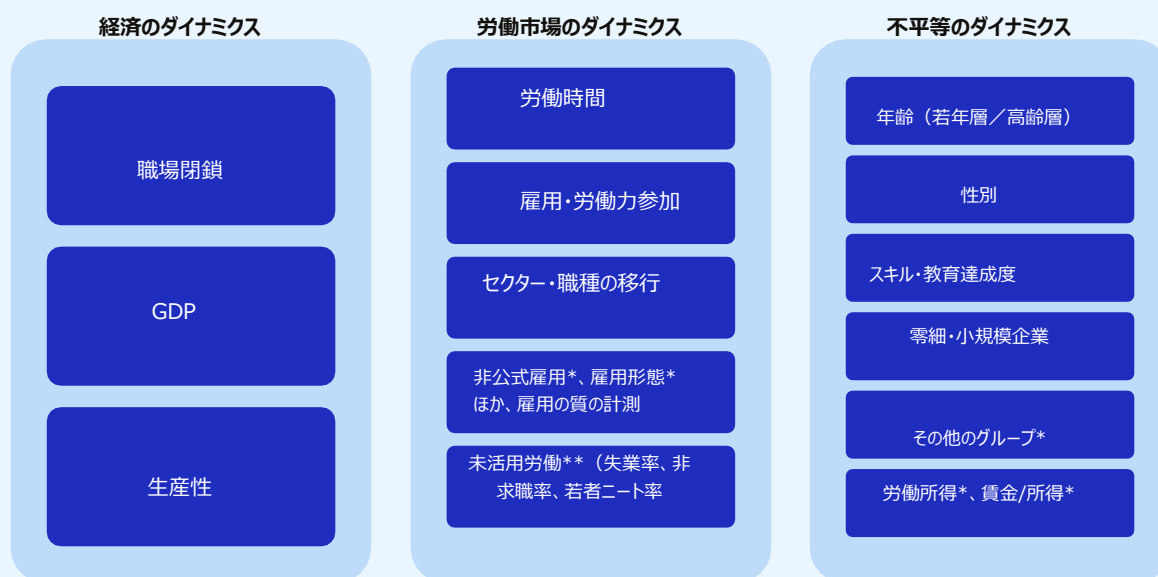 経済のダイナミクス
職場閉鎖
GDP
生産性
労働市場のダイナミクス
労働時間
雇用・労働力参加
セクター・職種の移行
非公式雇用*、雇用形態*
ほか、雇用の質の計測
未活用労働**（失業率、非
求職率、若者ニート率
不平等のダイナミクス
年齢（若年層／高齢層）
性別
スキル・教育達成度
零細・小規模企業
その他のグループ*
労働所得*、賃金/所得*